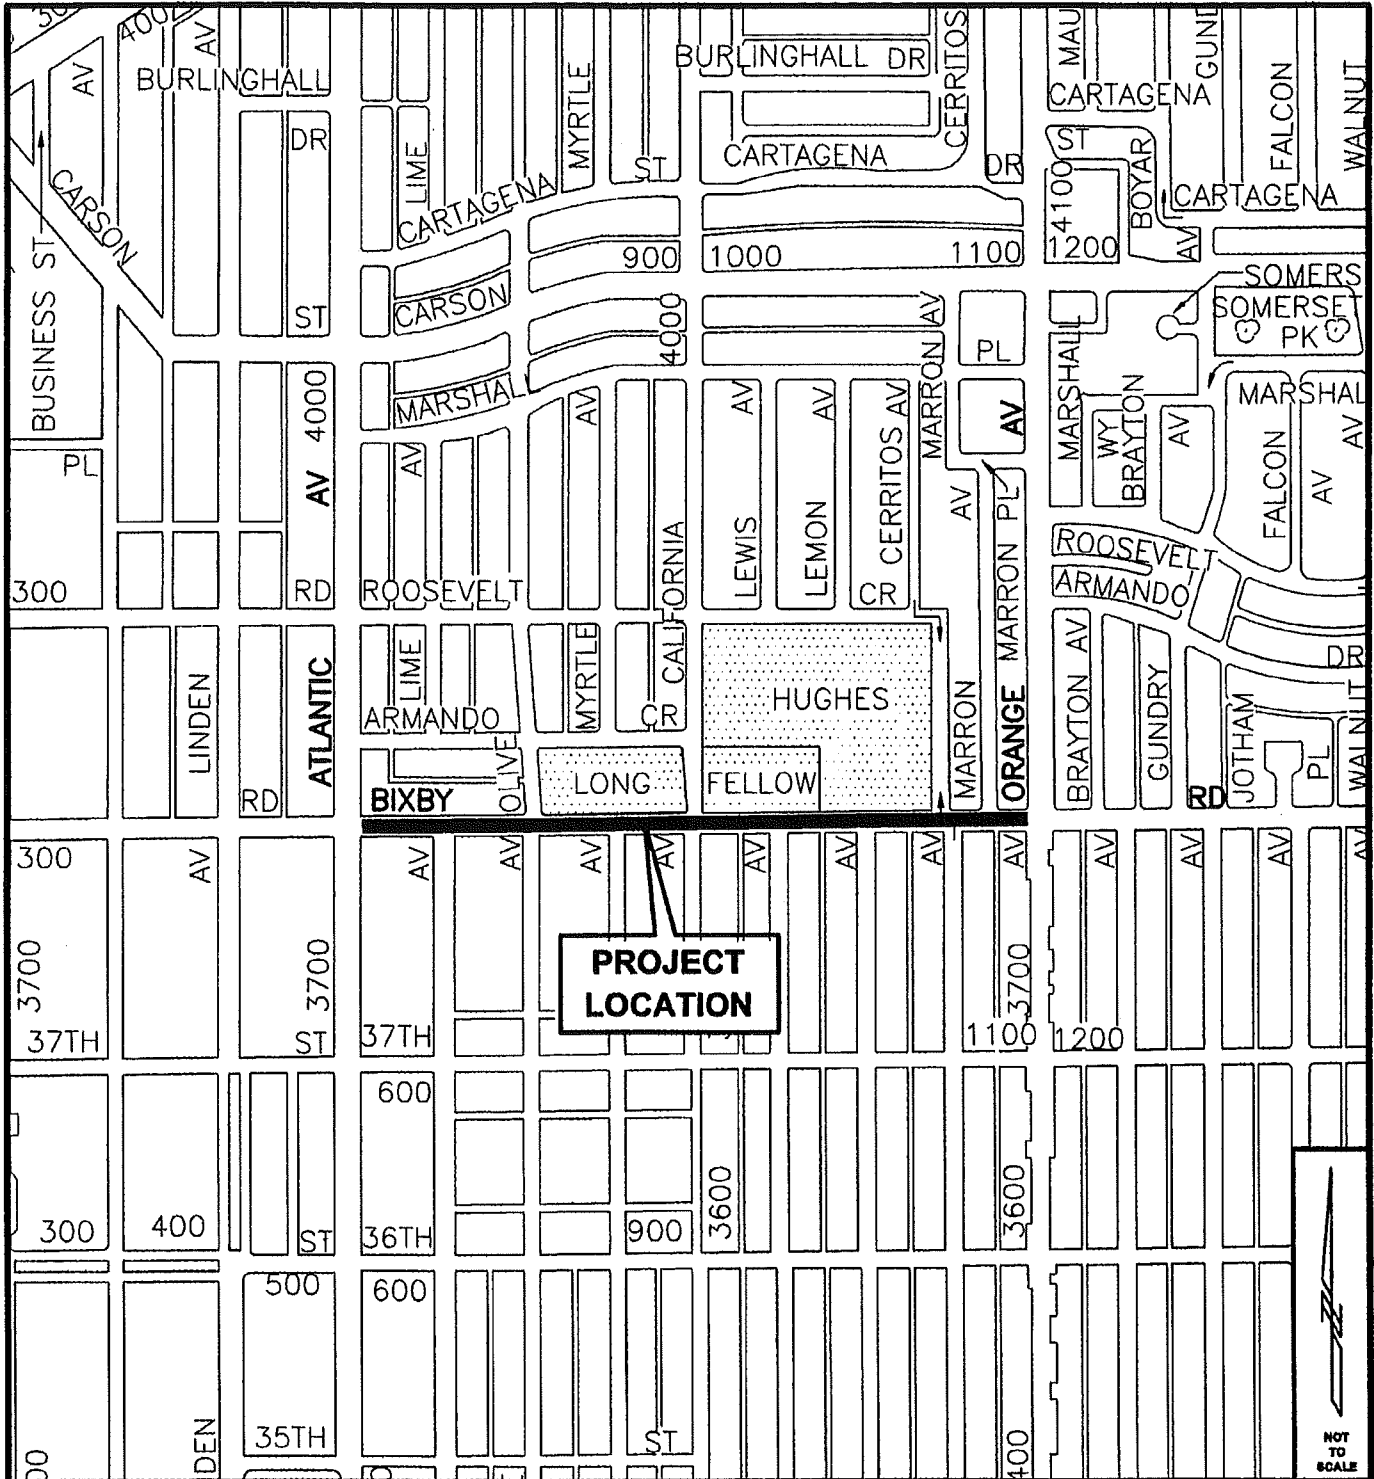 400
AV
AV
BURLINGHALL
DR
LIME
MYRTLE
ST
BURLINGHALL DR
CERRITOS
CARTAGENA
DR
MAU
GUND
CARTAGENA
FALCON
WALNUT
ST
4100
BOYAR
CARTAGENA
AV
CARSON
BUSINESS ST
ST
CARTAGENA
CARSON
900
1000
1100
1200
4000
MARRON AV
PL
SOMERS
SOMERSET
PK
MARSHAL
MARSHALL
WY
BRAYTON
AV
MARSHAL
AV
PL
AV 4000
AV
AV
AV
AV
CERRITOS AV
AV
AV
FALCON
AV
300
RD
ROOSEVELT
CALIFORNIA
LEWIS
LEMON
CR
MARRON PL
ROOSEVELT
ARMANDO
DR
LINDEN
RD
ATLANTIC
LIME
ARMANDO
OLIVE
MYRTLE
CR
HUGHES
MARRON
ORANGE
BRAYTON AV
GUNDRY
RD
JOTHAM
PL
WALNUT
BIXBY
LONG
FELLOW
300
AV
AV
AV
AV
AV
AV
AV
AV
AV
AV
AV
AV
3700
3700
PROJECT
LOCATION
3700
37TH
ST
37TH
1100
1200
600
3600
3600
300
400
ST
36TH
900
500
600
35TH
ST
NOT
TO
SCALE